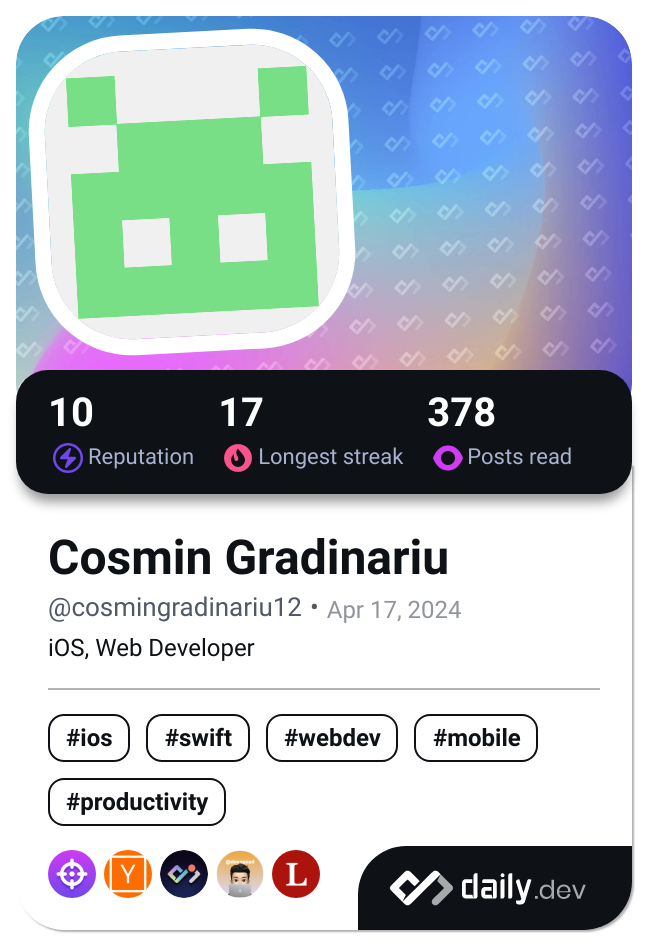 10 17 378
Reputation Longest streak Posts read
Cosmin Gradinariu
@cosmingradinariu12 • Apr 17, 2024
iOS, Web Developer
#ios #swift #webdev #mobile
#productivity
Y L daily.dev